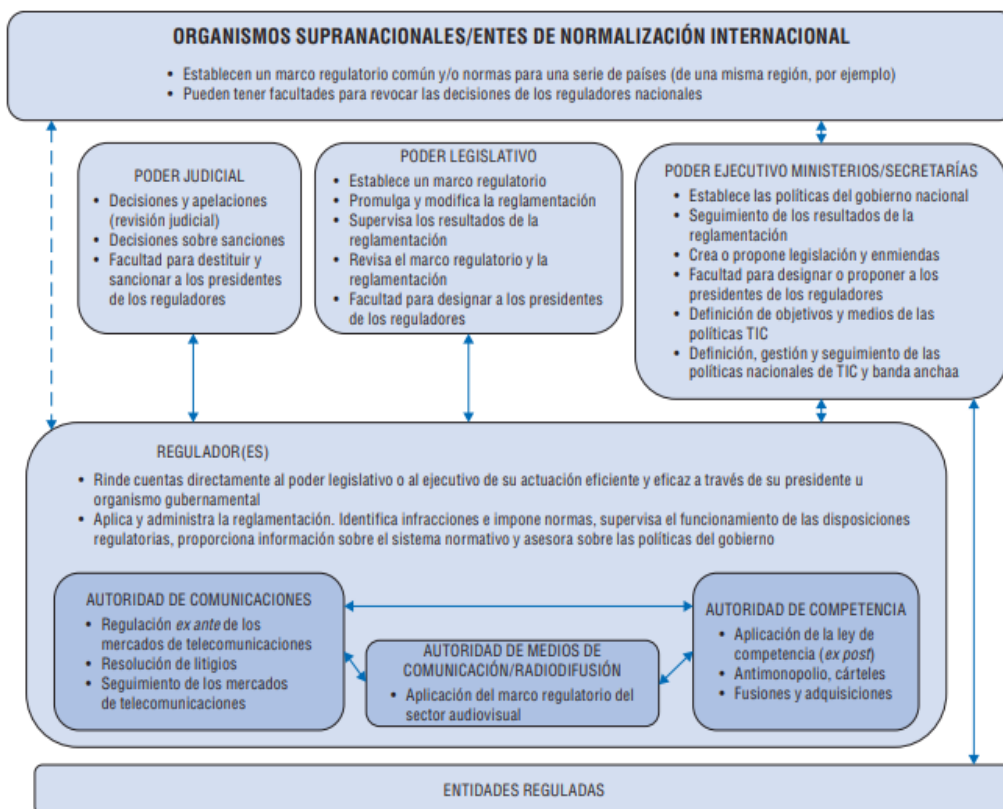 ORGANISMOS SUPRANACIONALES/ENTES DE NORMALIZACIÓN INTERNACIONAL
• Establecen un marco regulatorio común y/o normas para una serie de países (de una misma región, por ejemplo)
• Pueden tener facultades para revocar las decisiones de los reguladores nacionales
PODER JUDICIAL
• Decisiones y apelaciones
(revisión judicial)
• Decisiones sobre sanciones
• Facultad para destituir y
sancionar a los presidentes
de los reguladores
PODER LEGISLATIVO
• Establece un marco regulatorio
• Promulga y modifica la reglamentación
• Supervisa los resultados de la
reglamentación
• Revisa el marco regulatorio y la
reglamentación
• Facultad para designar a los presidentes
de los reguladores
PODER EJECUTIVO MINISTERIOS/SECRETARÍAS
• Establece las políticas del gobierno nacional
• Seguimiento de los resultados de la
reglamentación
• Crea o propone legislación y enmiendas
• Facultad para designar o proponer a los
presidentes de los reguladores
• Definición de objetivos y medios de las
políticas TIC
• Definición, gestión y seguimiento de las
políticas nacionales de TIC y banda anchaa
REGULADOR(ES)
• Rinde cuentas directamente al poder legislativo o al ejecutivo de su actuación eficiente y eficaz a través de su presidente u
organismo gubernamental
• Aplica y administra la reglamentación. Identifica infracciones e impone normas, supervisa el funcionamiento de las disposiciones
regulatorias, proporciona información sobre el sistema normativo y asesora sobre las políticas del gobierno
AUTORIDAD DE COMUNICACIONES
• Regulación ex ante de los
mercados de telecomunicaciones
• Resolución de litigios
• Seguimiento de los mercados
de telecomunicaciones
AUTORIDAD DE MEDIOS DE
COMUNICACIÓN/RADIODIFUSIÓN
• Aplicación del marco regulatorio del
sector audiovisual
AUTORIDAD DE COMPETENCIA
• Aplicación de la ley de
competencia (ex post)
• Antimonopolio, cárteles
• Fusiones y adquisiciones
ENTIDADES REGULADAS